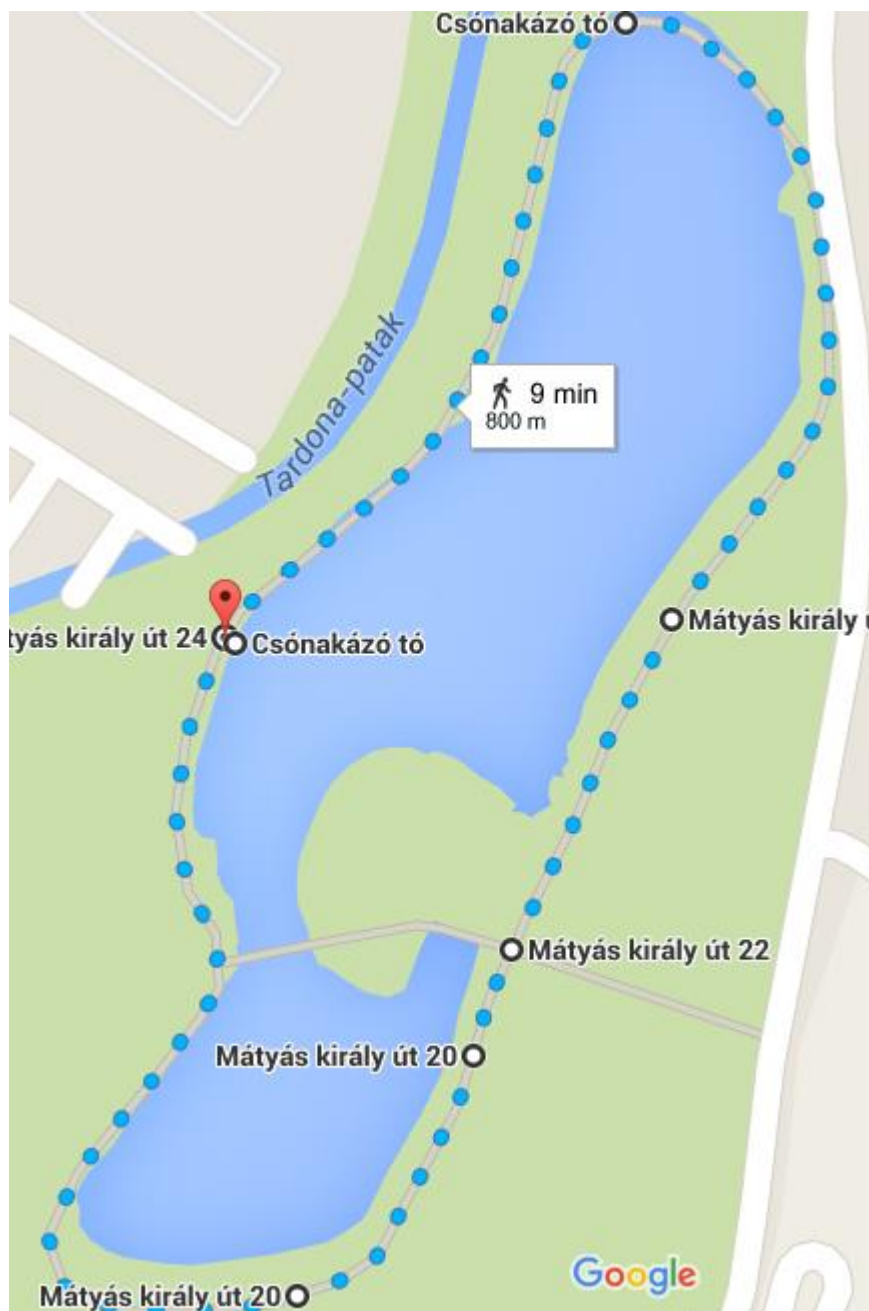 Csónakázó tó
Tardona-patak
9 min
800 m
Mátyás király ú
tyás király út 24
Csónakázó tó
Mátyás király út 22
Mátyás király út 20
Google
Mátyás király út 20